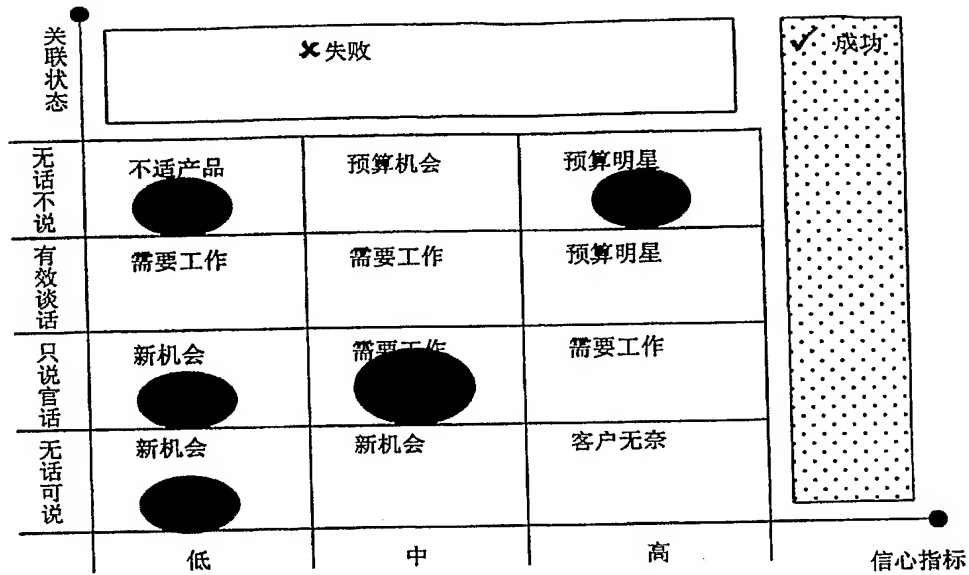 关联状态
×失败
✓成功
无话不说
不适产品
预算机会
预算明星
有效谈话
需要工作
需要工作
预算明星
只说官话
新机会
需要工作
需要工作
无话可说
新机会
新机会
客户无奈
低
中
高
信心指标